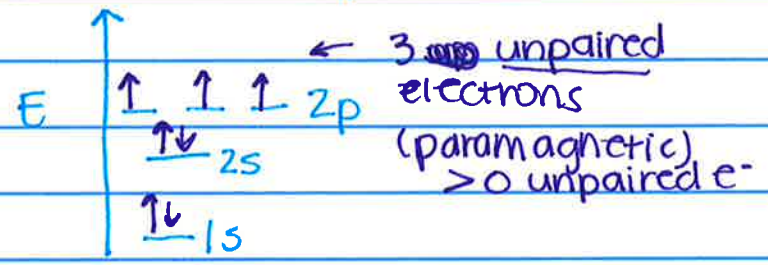 ← 3 unpaired
E ↑ ↑ ↑ 2p electrons
↑↓ 2s (paramagnetic)
>0 unpaired e⁻
↑↓ 1s